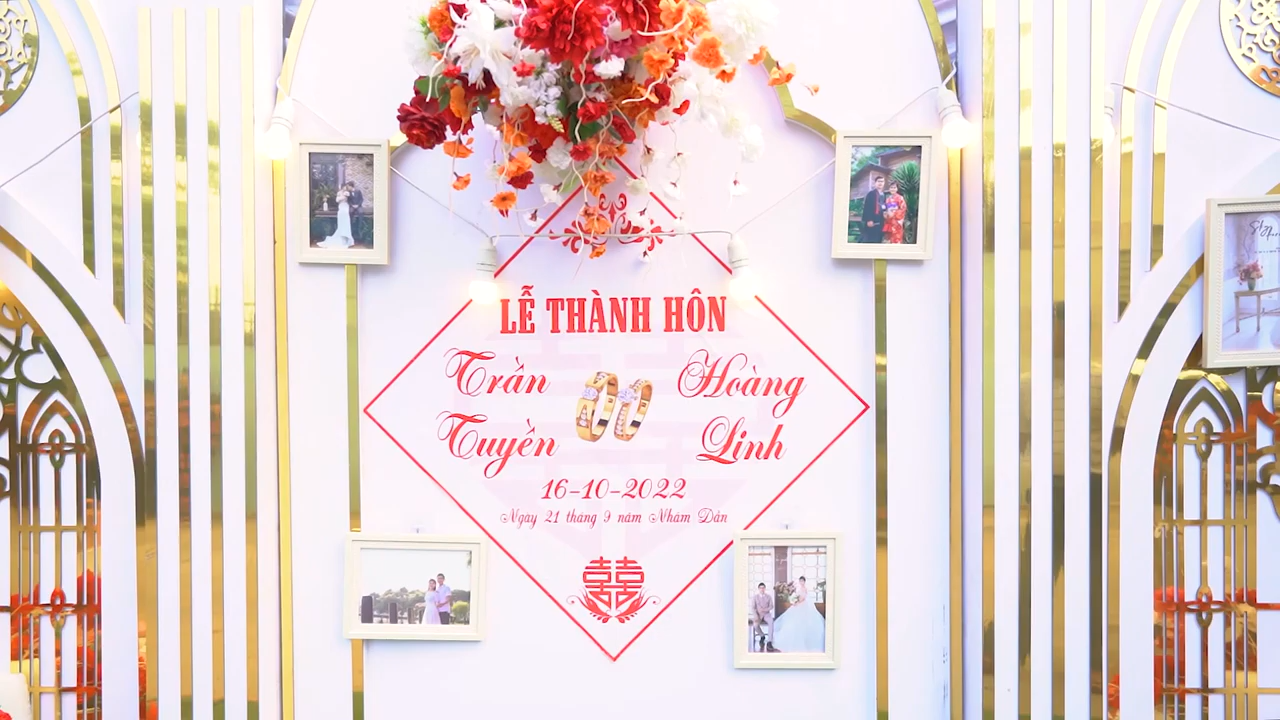 LỄ THÀNH HÔN
Trần Hoàng
Tuyền Linh
16-10-2022
Ngày 21 tháng 9 năm Nhâm Dần
囍